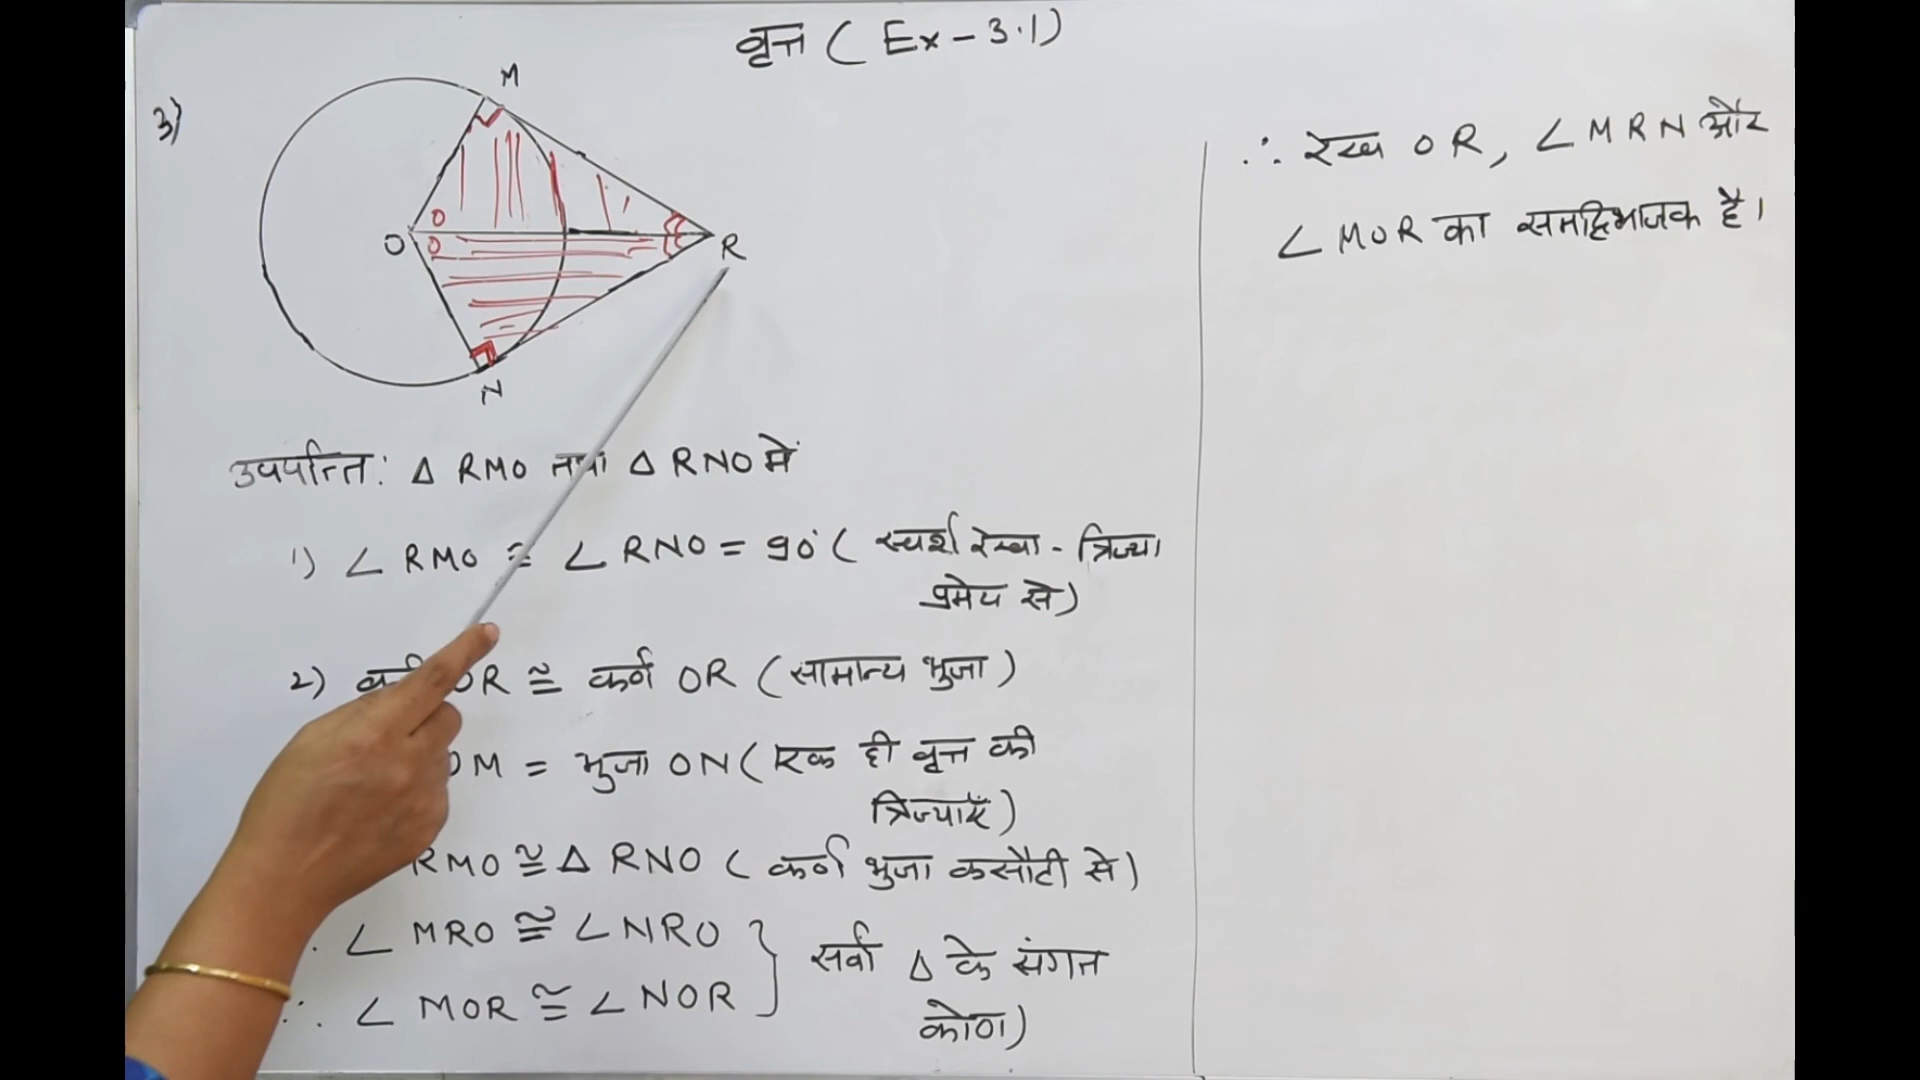 वृत्त ( Ex - 3.1)
3)
M
O
O
O
R
N
उपपत्ति: Δ RMO तथा Δ RNO में
1) ∠ RMO ≅ ∠ RNO = 90° ( स्पर्श रेखा - त्रिज्या
प्रमेय से)
2) OR ≅ कर्ण OR ( सामान्य भुजा )
OM = भुजा ON ( एक ही वृत्त की
त्रिज्याएँ )
RMO ≅ Δ RNO ( कर्ण भुजा कसौटी से )
∠ MRO ≅ ∠ NRO } सर्वा Δ के संगत
∴ ∠ MOR ≅ ∠ NOR कोण)
∴ रेख OR, ∠ MRN और
∠ MOR का समद्विभाजक है।